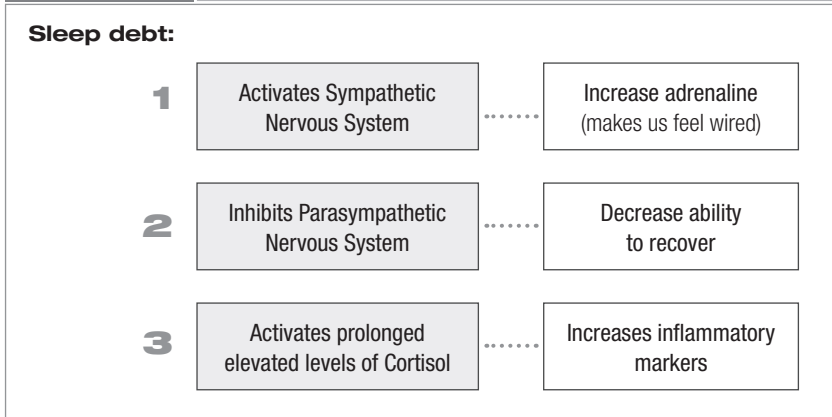 Sleep debt:
1
Activates Sympathetic
Nervous System
Increase adrenaline
(makes us feel wired)
2
Inhibits Parasympathetic
Nervous System
Decrease ability
to recover
3
Activates prolonged
elevated levels of Cortisol
Increases inflammatory
markers